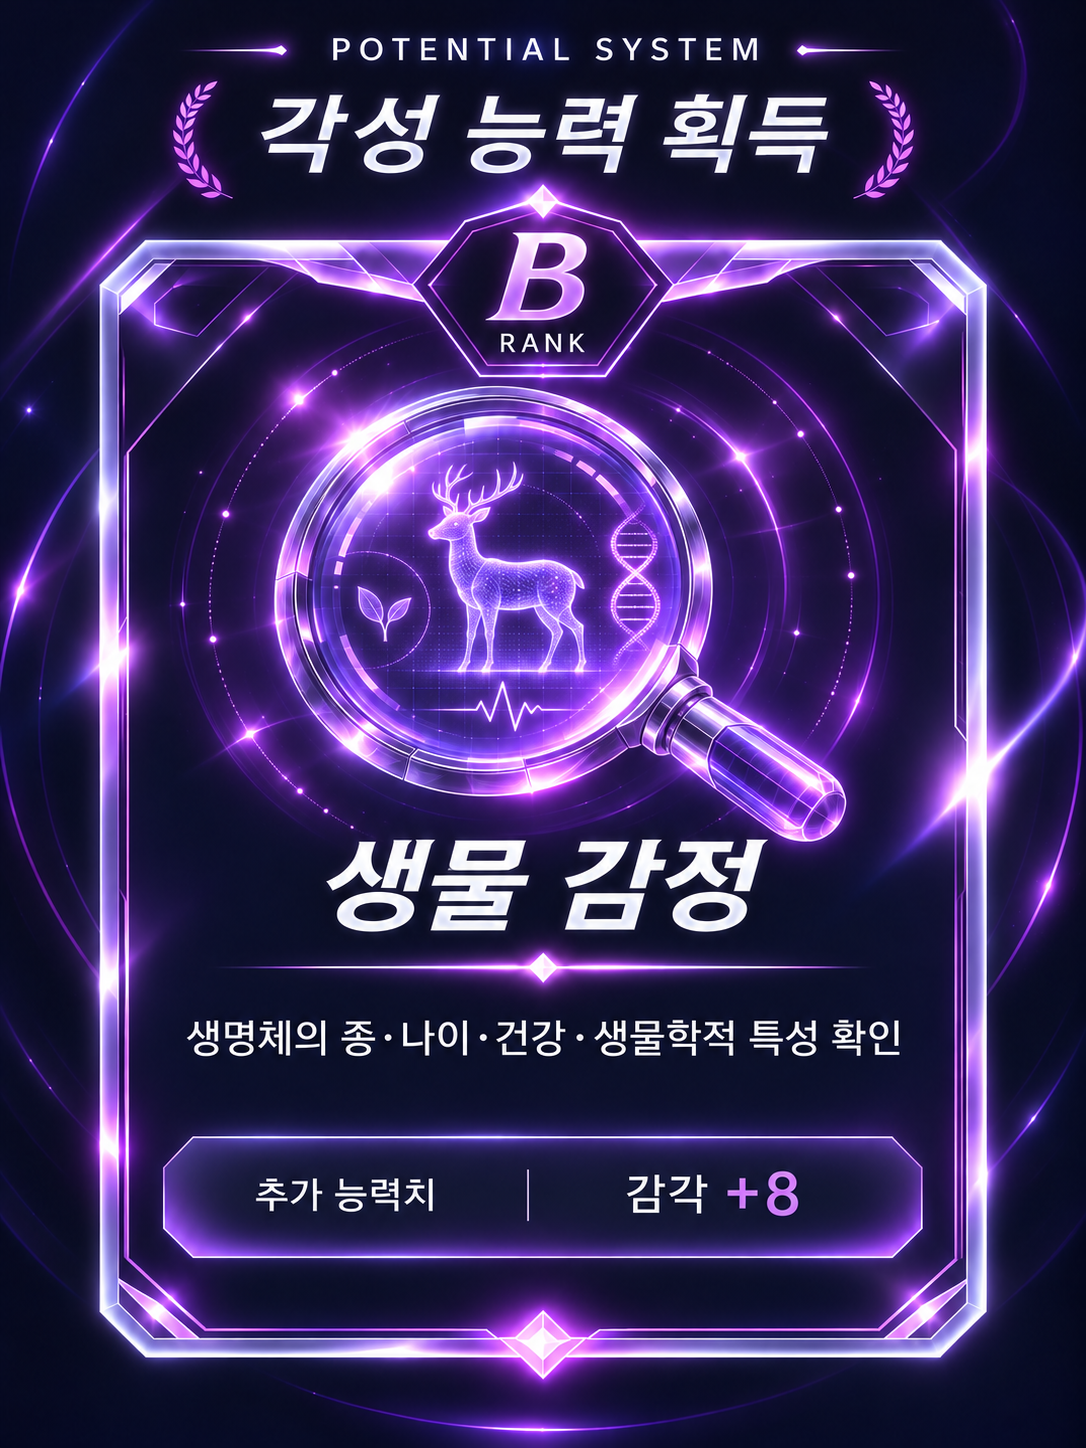 POTENTIAL SYSTEM
각성 능력 획득
B
RANK
생물 감정
생명체의 종·나이·건강·생물학적 특성 확인
추가 능력치
감각 +8